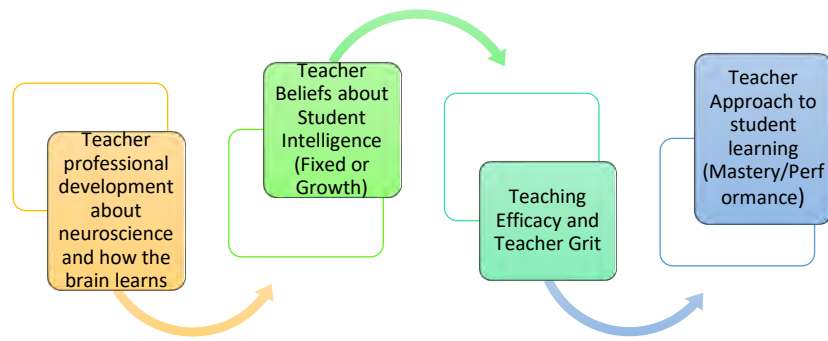 Teacher
professional
development
about
neuroscience
and how the
brain learns
Teacher
Beliefs about
Student
Intelligence
(Fixed or
Growth)
Teaching
Efficacy and
Teacher Grit
Teacher
Approach to
student
learning
(Mastery/Perf
ormance)